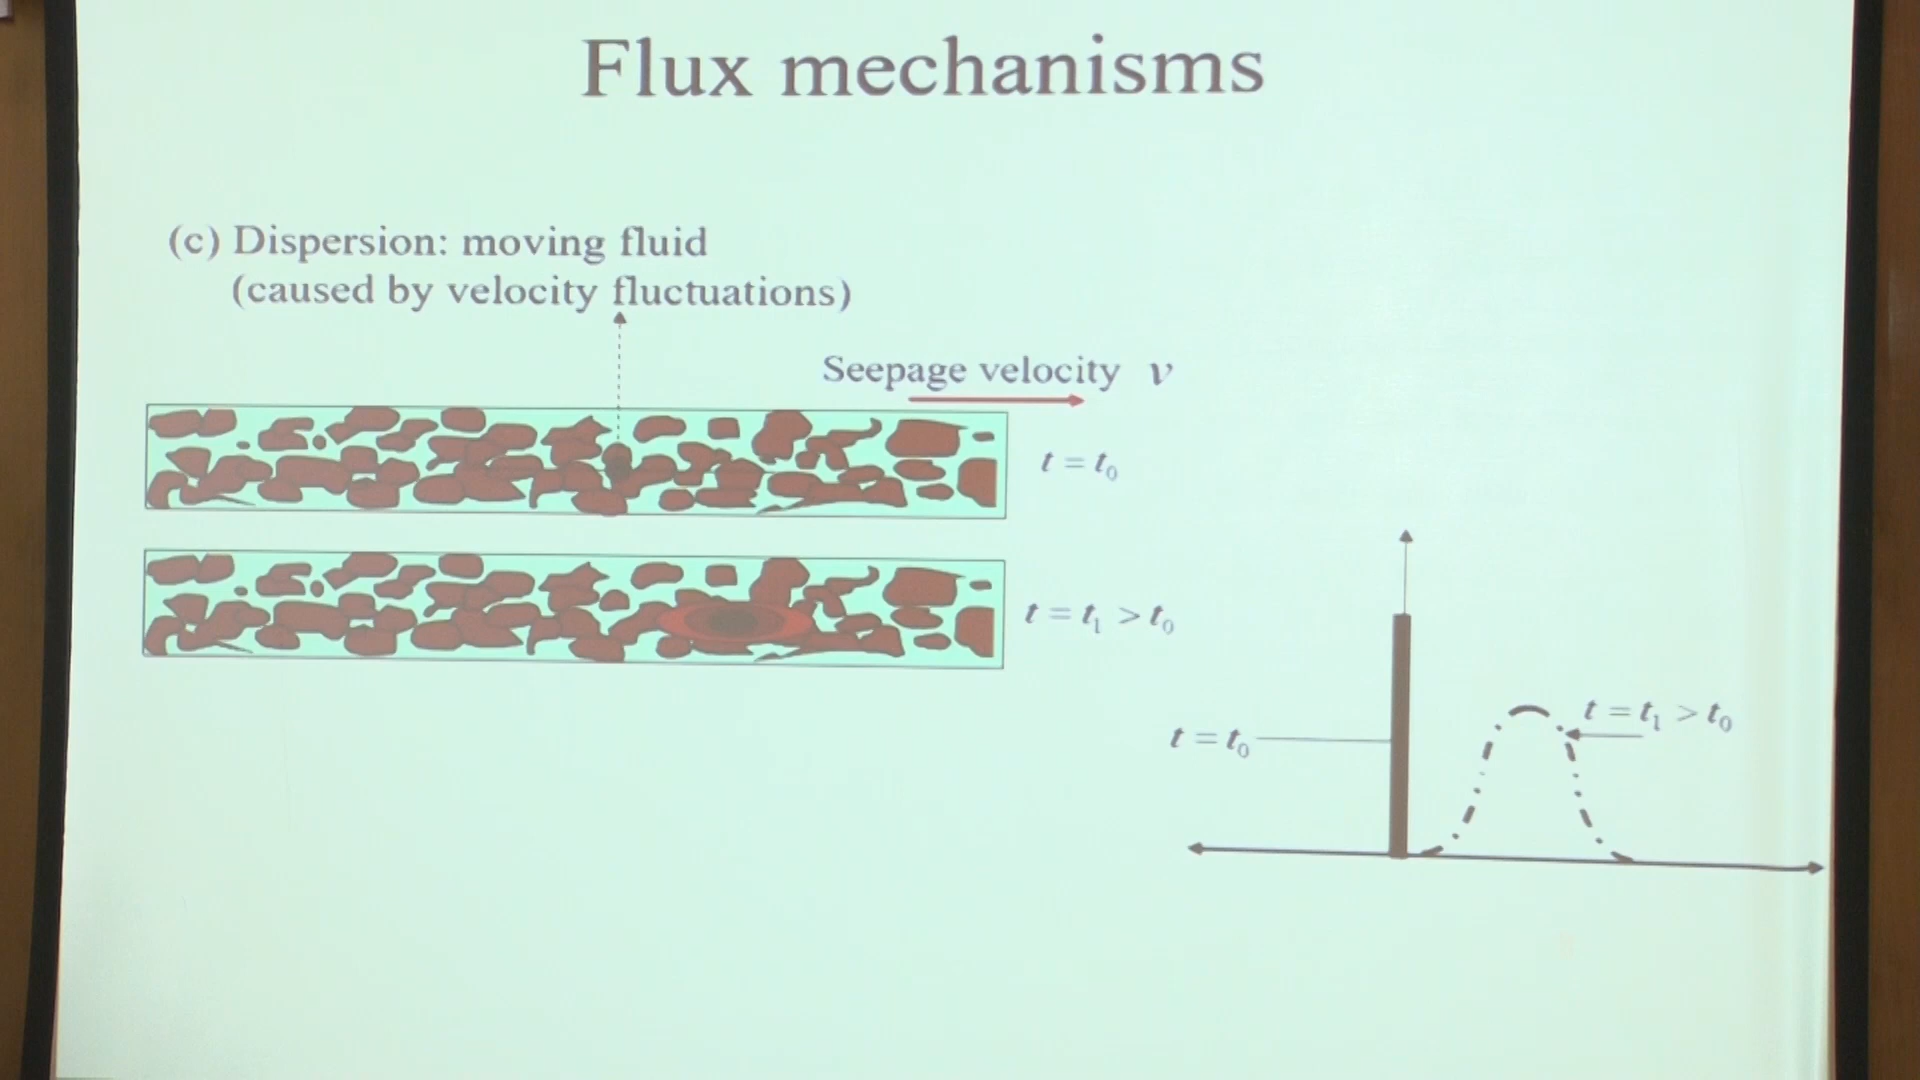 Flux mechanisms
(c) Dispersion: moving fluid
(caused by velocity fluctuations)
Seepage velocity v
t = t₀
t = t₁ > t₀
t = t₀
t = t₁ > t₀